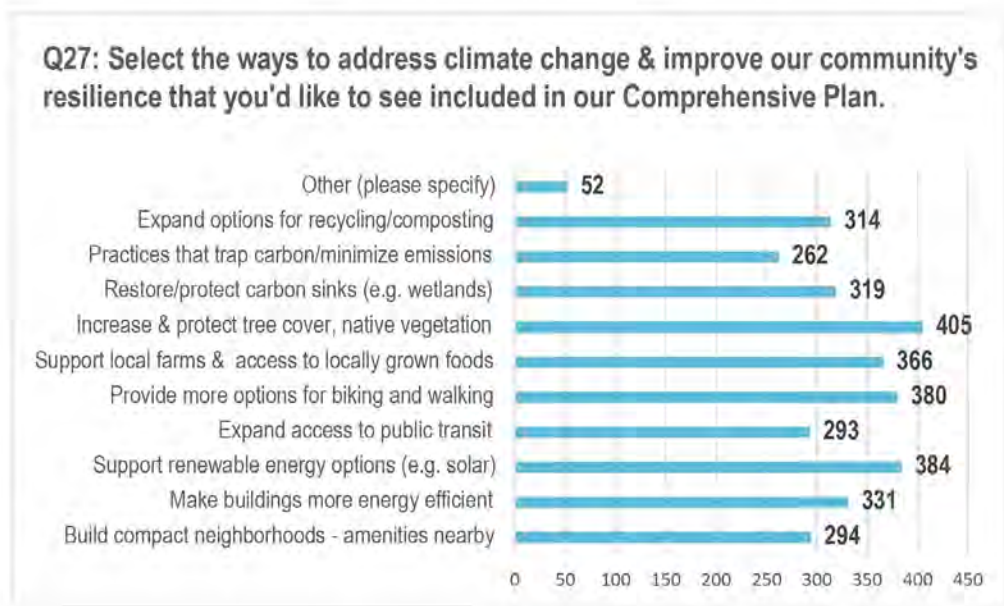 Q27: Select the ways to address climate change & improve our community's
resilience that you'd like to see included in our Comprehensive Plan.
Other (please specify) 52
Expand options for recycling/composting 314
Practices that trap carbon/minimize emissions 262
Restore/protect carbon sinks (e.g. wetlands) 319
Increase & protect tree cover, native vegetation 405
Support local farms & access to locally grown foods 366
Provide more options for biking and walking 380
Expand access to public transit 293
Support renewable energy options (e.g. solar) 384
Make buildings more energy efficient 331
Build compact neighborhoods - amenities nearby 294
0 50 100 150 200 250 300 350 400 450